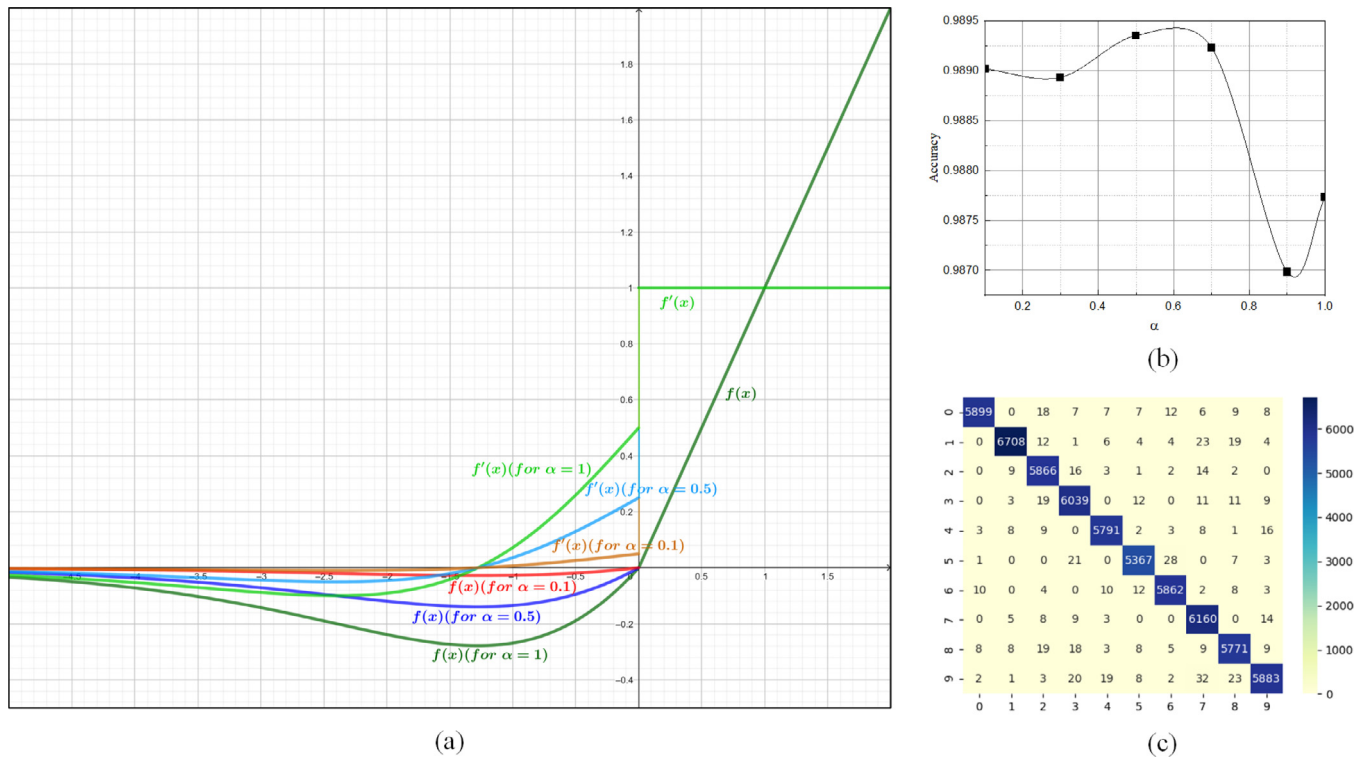 1.8
1.6
1.4
1.2
1
f'(x)
0.8
0.6
f(x)
0.4
f'(x)(for α = 1)
f'(x)(for α = 0.5)
0.2
f'(x)(for α = 0.1)
−4.5 −4 −3.5 −3 −2.5 −2 −1.5 −1 −0.5 0 0.5 1 1.5
f(x)(for α = 0.1)
f(x)(for α = 0.5)
−0.2
f(x)(for α = 1)
−0.4
(a)
0.9895
0.9890
0.9885
0.9880
0.9875
0.9870
Accuracy
0.2 0.4 0.6 0.8 1.0
α
(b)
0 5899 0 18 7 7 7 12 6 9 8
1 0 6708 12 1 6 4 4 23 19 4
2 0 9 5866 16 3 1 2 14 2 0
3 0 3 19 6039 0 12 0 11 11 9
4 3 8 9 0 5791 2 3 8 1 16
5 1 0 0 21 0 5367 28 0 7 3
6 10 0 4 0 10 12 5862 2 8 3
7 0 5 8 9 3 0 0 6160 0 14
8 8 8 19 18 3 8 5 9 5771 9
9 2 1 3 20 19 8 2 32 23 5883
0 1 2 3 4 5 6 7 8 9
6000
5000
4000
3000
2000
1000
0
(c)